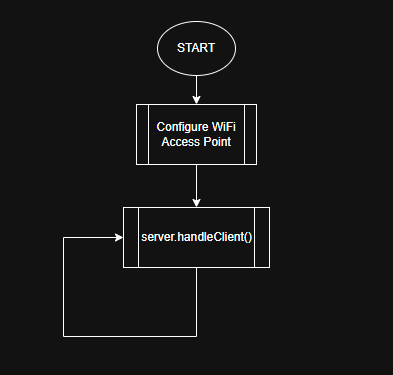 START
Configure WiFi
Access Point
server.handleClient()